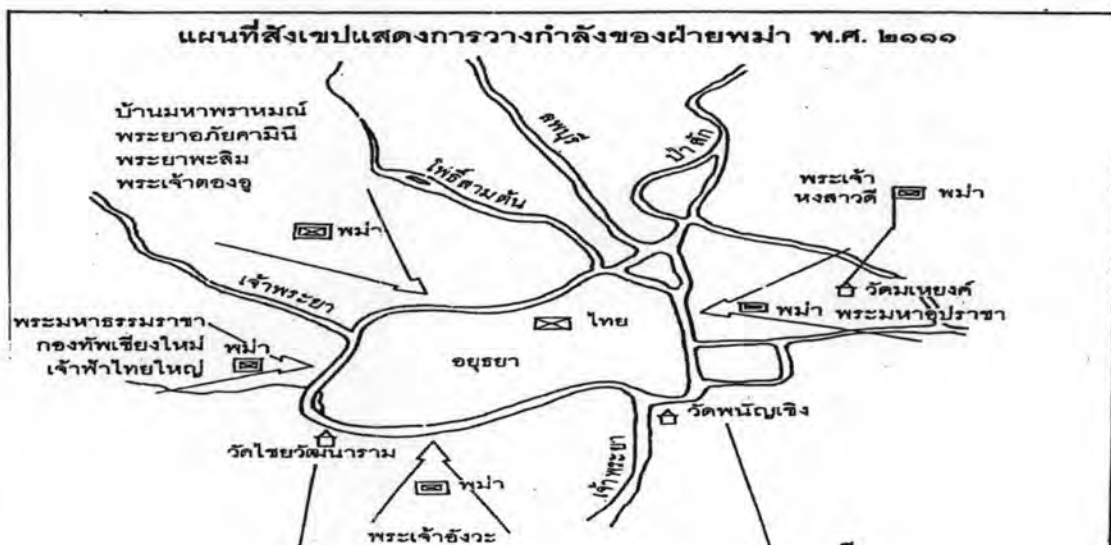 แผนที่สังเขปแสดงการวางกำลังของฝ่ายพม่า พ.ศ. ๒๑๑๑
บ้านมหาพราหมณ์
พระยาอภัยคามินี
พระยาพะสิม
พระเจ้าตองอู
พม่า
โพธิ์สามต้น
ลพบุรี
ป่าสัก
พระเจ้า
หงสาวดี
พม่า
วัดมเหยงค์
พระมหาอุปราชา
พม่า
เจ้าพระยา
พระมหาธรรมราชา
กองทัพเชียงใหม่
เจ้าฟ้าไทยใหญ่
พม่า
ไทย
อยุธยา
วัดพนัญเชิง
วัดไชยวัฒนาราม
เจ้าพระยา
พม่า
พระเจ้าอังวะ